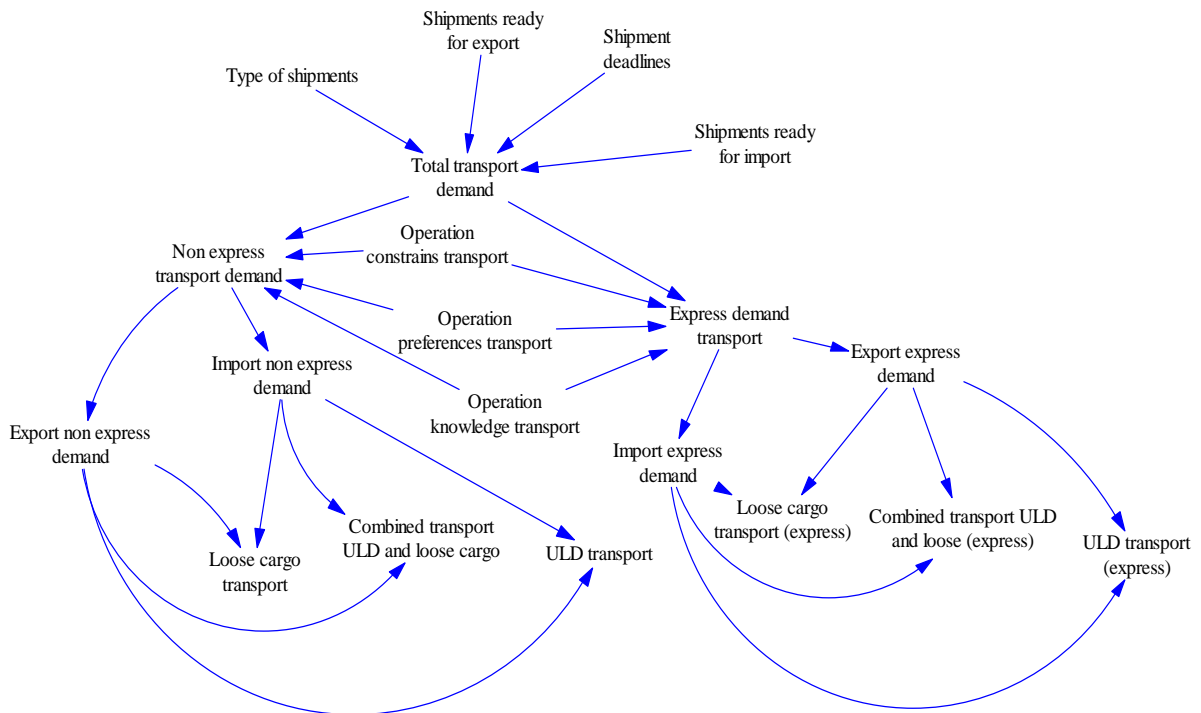 Shipments ready
for export
Shipment
deadlines
Type of shipments
Shipments ready
for import
Total transport
demand
Operation
constrains transport
Non express
transport demand
Operation
preferences transport
Express demand
transport
Import non express
demand
Export express
demand
Operation
knowledge transport
Export non express
demand
Import express
demand
Loose cargo
transport
Combined transport
ULD and loose cargo
ULD transport
Loose cargo
transport (express)
Combined transport ULD
and loose (express)
ULD transport
(express)